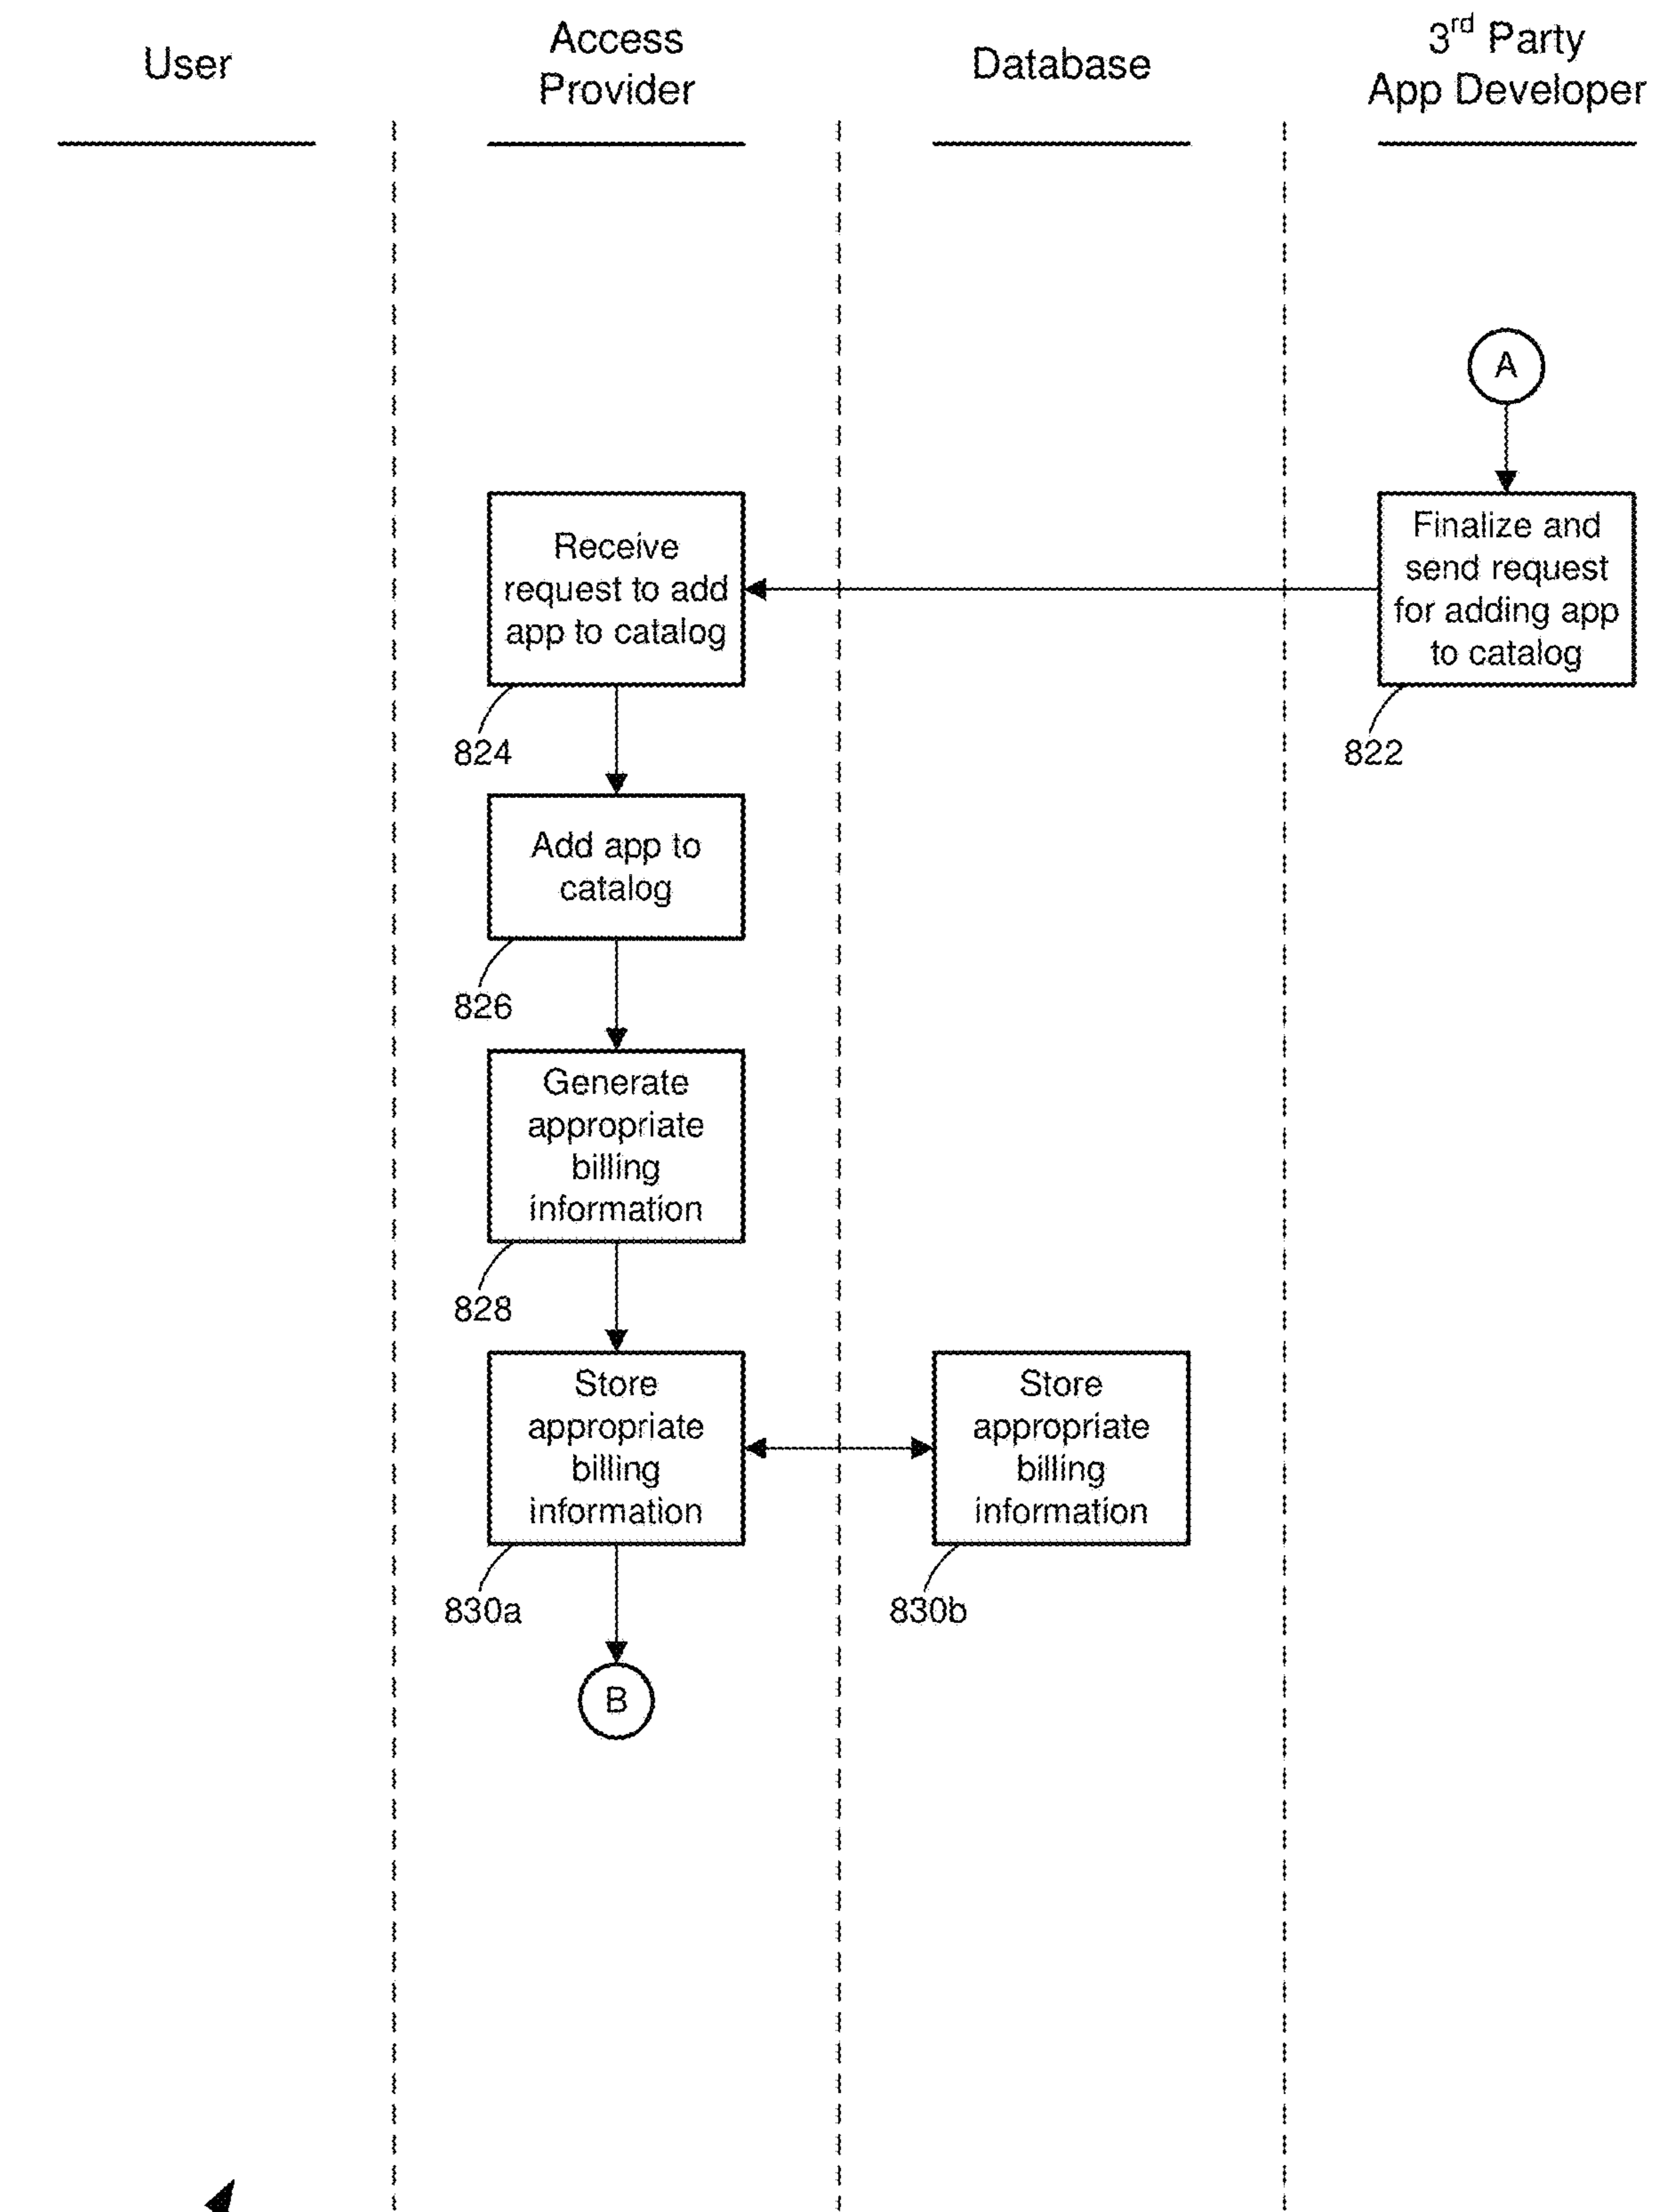 User
Access
Provider
Database
3rd Party
App Developer
A
Receive
request to add
app to catalog
Finalize and
send request
for adding app
to catalog
824
822
Add app to
catalog
826
Generate
appropriate
billing
information
828
Store
appropriate
billing
information
Store
appropriate
billing
information
830a
830b
B